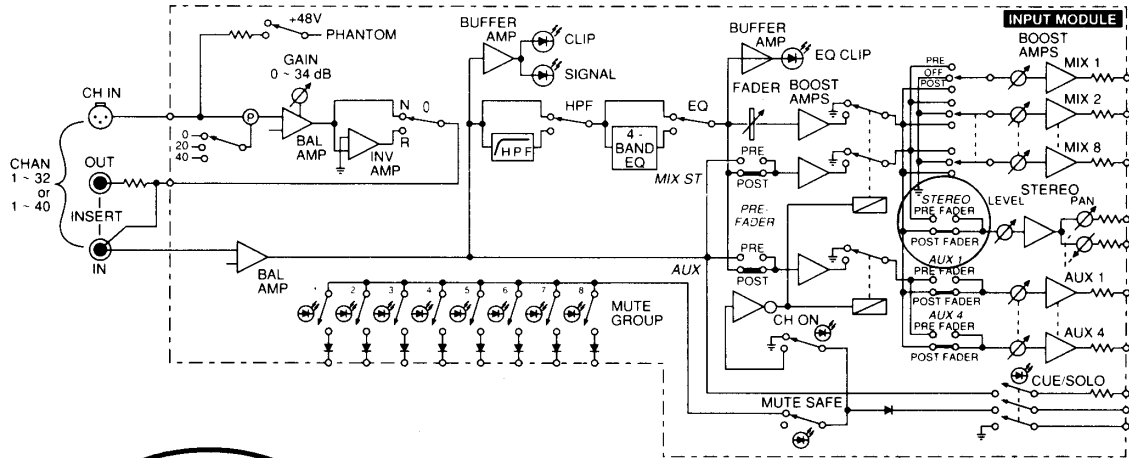 INPUT MODULE
+48V
PHANTOM
GAIN
0 ~ 34 dB
CH IN
P
0
20
40
BAL
AMP
N
0
R
INV
AMP
CHAN
1 ~ 32
or
1 ~ 40
OUT
INSERT
IN
BAL
AMP
BUFFER
AMP
CLIP
SIGNAL
HPF
HPF
4 -
BAND
EQ
EQ
BUFFER
AMP
EQ CLIP
FADER
BOOST
AMPS
MIX ST
PRE
POST
PRE-
FADER
AUX
PRE
POST
1
2
3
4
5
6
7
8
MUTE
GROUP
CH ON
MUTE SAFE
BOOST
AMPS
PRE
OFF
POST
MIX 1
MIX 2
MIX 8
STEREO
PRE FADER
POST FADER
LEVEL
STEREO
PAN
AUX 1
PRE FADER
POST FADER
AUX 1
AUX 4
PRE FADER
POST FADER
AUX 4
CUE/SOLO